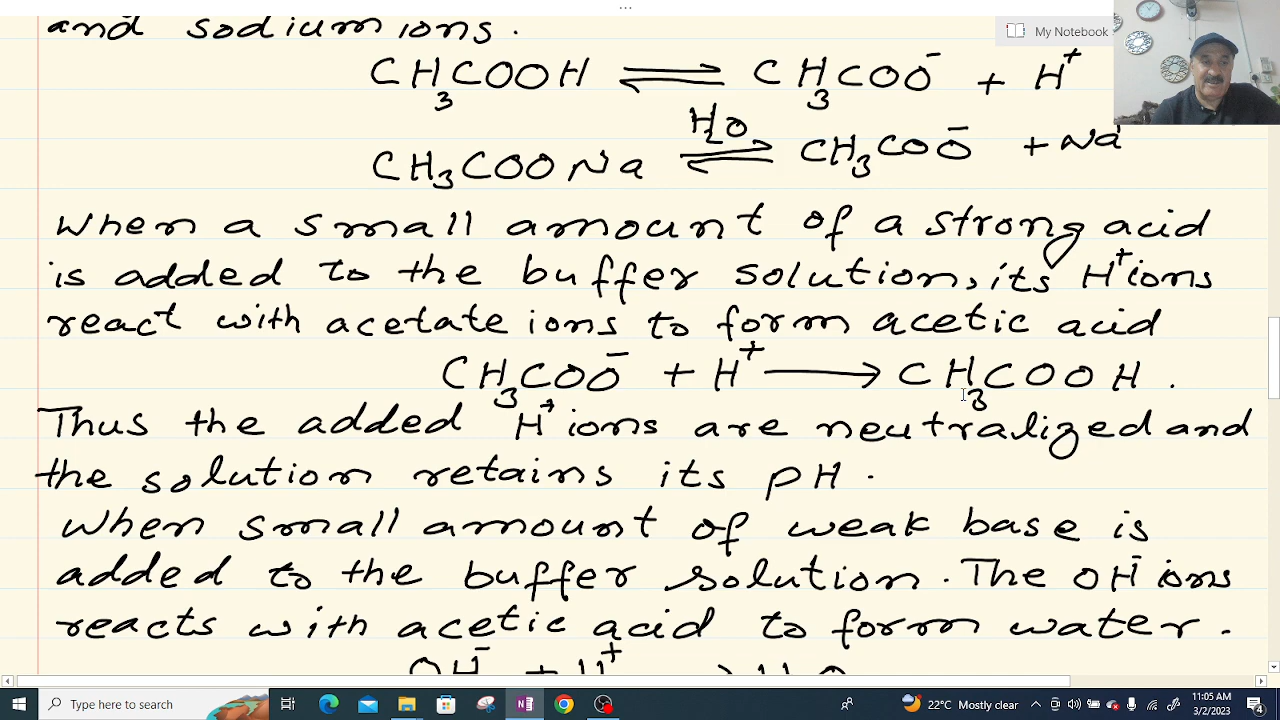 ...
My Notebook
and sodium ions.
CH₃COOH ⇌ CH₃COO⁻ + H⁺
H₂O
CH₃COONa ⇌ CH₃COO⁻ + Na⁺
When a small amount of a strong acid
is added to the buffer solution, its H⁺ ions
react with acetate ions to form acetic acid
CH₃COO⁻ + H⁺ → CH₃COOH .
Thus the added H⁺ ions are neutralized and
the solution retains its pH .
When small amount of weak base is
added to the buffer solution. The OH⁻ ions
reacts with acetic acid to form water .
Type here to search
22°C Mostly clear
11:05 AM
3/2/2023
4